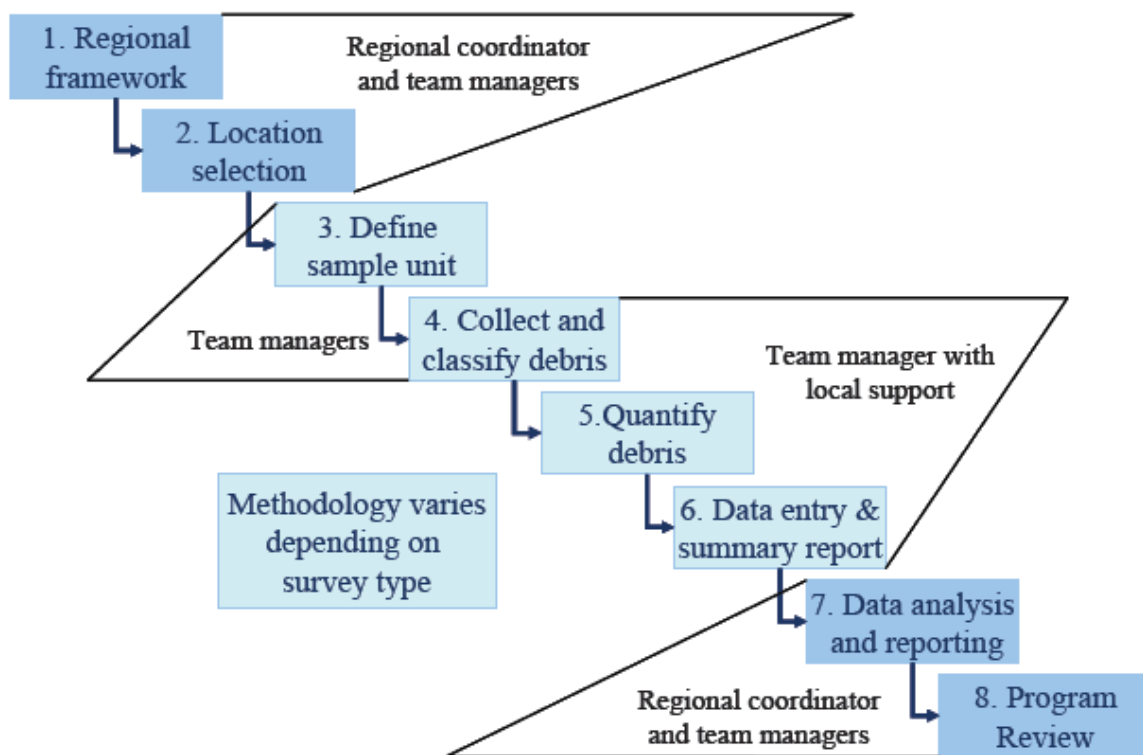 1. Regional
framework
Regional coordinator
and team managers
2. Location
selection
3. Define
sample unit
Team managers
4. Collect and
classify debris
Team manager with
local support
5.Quantify
debris
Methodology varies
depending on
survey type
6. Data entry &
summary report
7. Data analysis
and reporting
Regional coordinator
and team managers
8. Program
Review